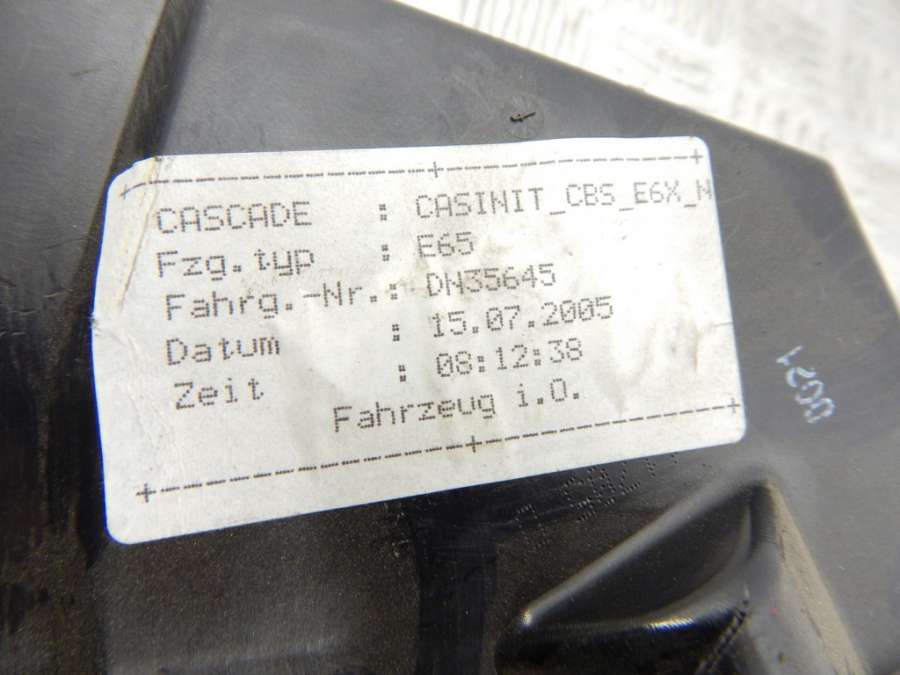 +------------------+------------------+
CASCADE : CASINIT_CBS_E6X_N
Fzg.typ : E65
Fahrg.-Nr.: DN35645
Datum : 15.07.2005
Zeit : 08:12:38
Fahrzeug i.O.
+------------------+------------------+